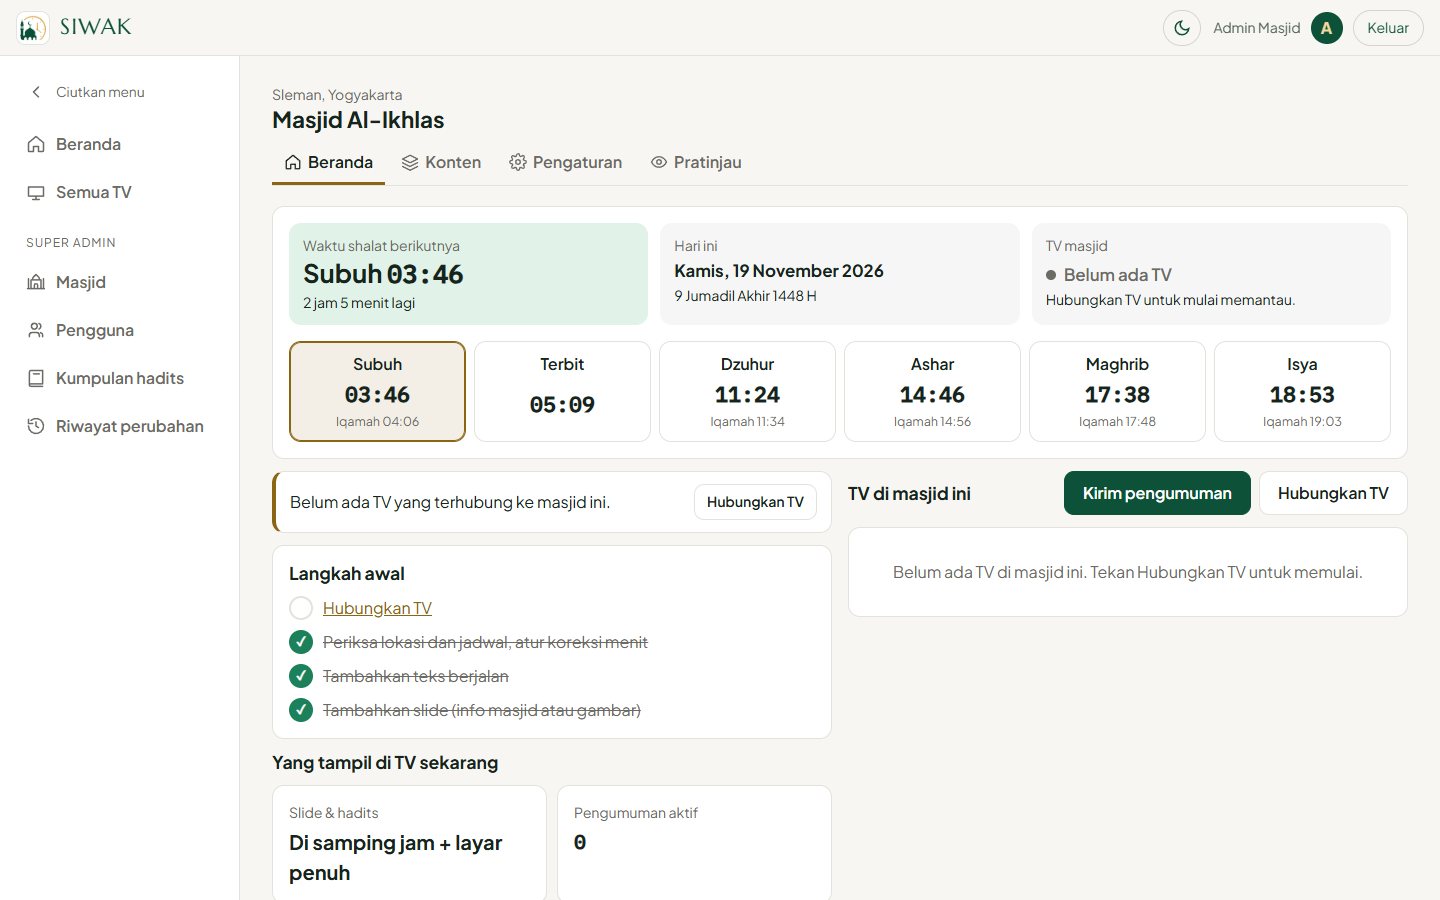 SIWAK
Admin Masjid
A
Keluar
Ciutkan menu
Beranda
Semua TV
SUPER ADMIN
Masjid
Pengguna
Kumpulan hadits
Riwayat perubahan
Sleman, Yogyakarta
Masjid Al-Ikhlas
Beranda
Konten
Pengaturan
Pratinjau
Waktu shalat berikutnya
Subuh 03:46
2 jam 5 menit lagi
Hari ini
Kamis, 19 November 2026
9 Jumadil Akhir 1448 H
TV masjid
Belum ada TV
Hubungkan TV untuk mulai memantau.
Subuh
03:46
Iqamah 04:06
Terbit
05:09
Dzuhur
11:24
Iqamah 11:34
Ashar
14:46
Iqamah 14:56
Maghrib
17:38
Iqamah 17:48
Isya
18:53
Iqamah 19:03
Belum ada TV yang terhubung ke masjid ini.
Hubungkan TV
Langkah awal
Hubungkan TV
Periksa lokasi dan jadwal, atur koreksi menit
Tambahkan teks berjalan
Tambahkan slide (info masjid atau gambar)
Yang tampil di TV sekarang
Slide & hadits
Di samping jam + layar
penuh
Pengumuman aktif
0
TV di masjid ini
Kirim pengumuman
Hubungkan TV
Belum ada TV di masjid ini. Tekan Hubungkan TV untuk memulai.